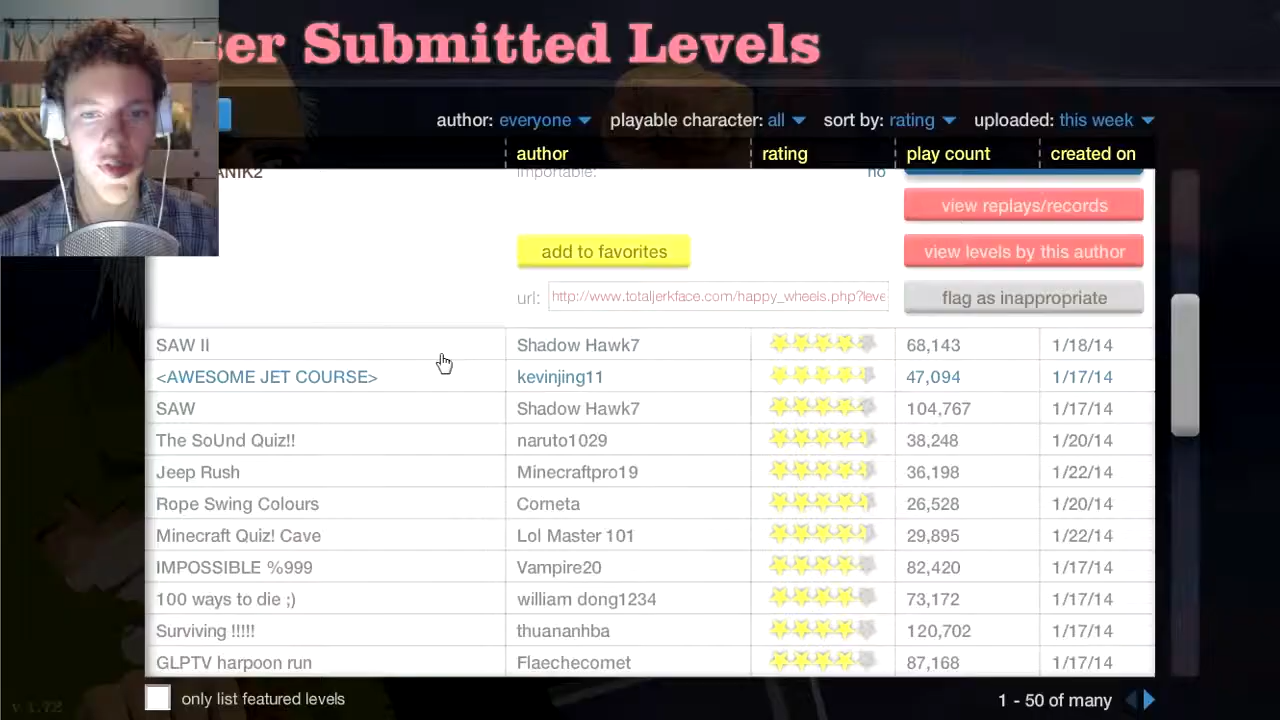 ser Submitted Levels
author: everyone playable character: all sort by: rating uploaded: this week
author rating play count created on
ANIK2 importable: no
view replays/records
add to favorites view levels by this author
url: http://www.totaljerkface.com/happy_wheels.php?leve flag as inappropriate
SAW II Shadow Hawk7 68,143 1/18/14
<AWESOME JET COURSE> kevinjing11 47,094 1/17/14
SAW Shadow Hawk7 104,767 1/17/14
The SoUnd Quiz!! naruto1029 38,248 1/20/14
Jeep Rush Minecraftpro19 36,198 1/22/14
Rope Swing Colours Corneta 26,528 1/20/14
Minecraft Quiz! Cave Lol Master 101 29,895 1/22/14
IMPOSSIBLE %999 Vampire20 82,420 1/17/14
100 ways to die ;) william dong1234 73,172 1/17/14
Surviving !!!!! thuananhba 120,702 1/17/14
GLPTV harpoon run Flaechecomet 87,168 1/17/14
only list featured levels 1 - 50 of many
v 1.72